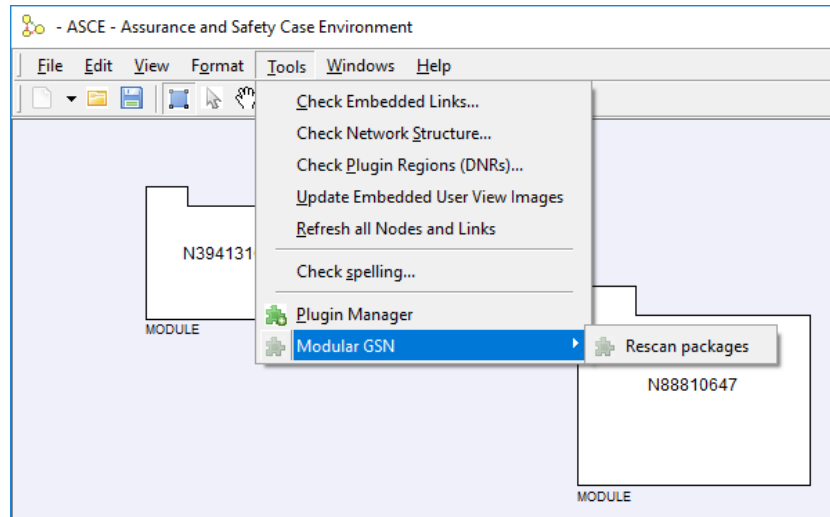 - ASCE - Assurance and Safety Case Environment
File Edit View Format Tools Windows Help
Check Embedded Links...
Check Network Structure...
Check Plugin Regions (DNRs)...
Update Embedded User View Images
Refresh all Nodes and Links
N394131
Check spelling...
Plugin Manager
MODULE
Modular GSN
Rescan packages
N88810647
MODULE